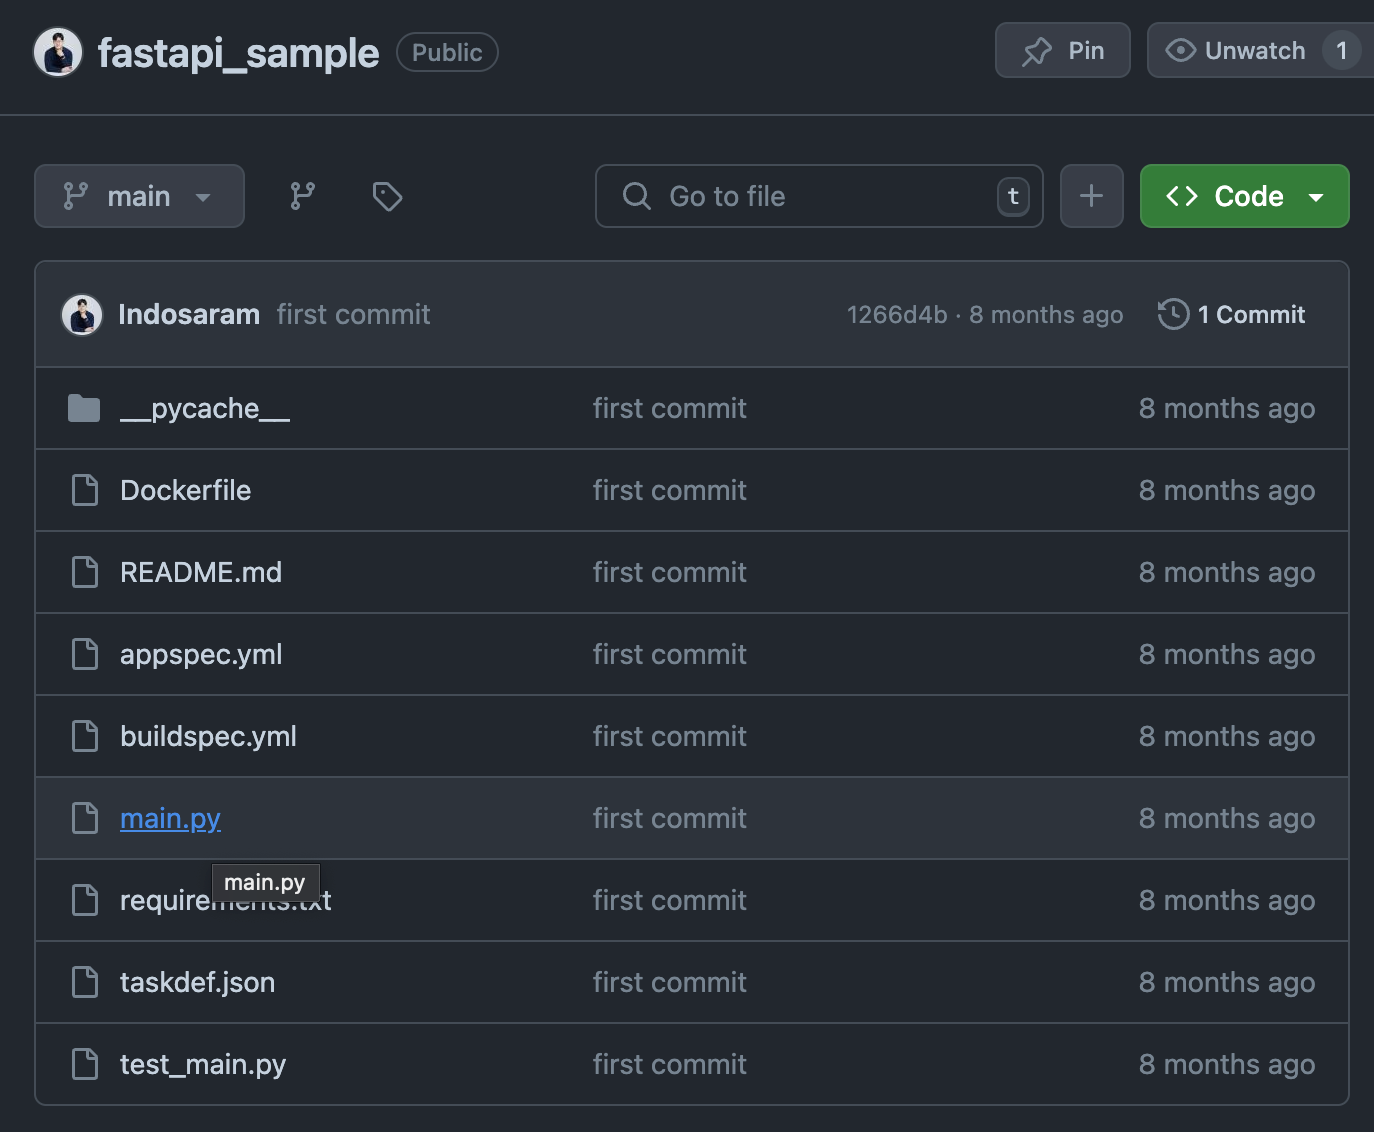 fastapi_sample Public Pin Unwatch 1
main Go to file t Code
Indosaram first commit 1266d4b · 8 months ago 1 Commit
__pycache__ first commit 8 months ago
Dockerfile first commit 8 months ago
README.md first commit 8 months ago
appspec.yml first commit 8 months ago
buildspec.yml first commit 8 months ago
main.py first commit 8 months ago
main.py
requirements.txt first commit 8 months ago
taskdef.json first commit 8 months ago
test_main.py first commit 8 months ago